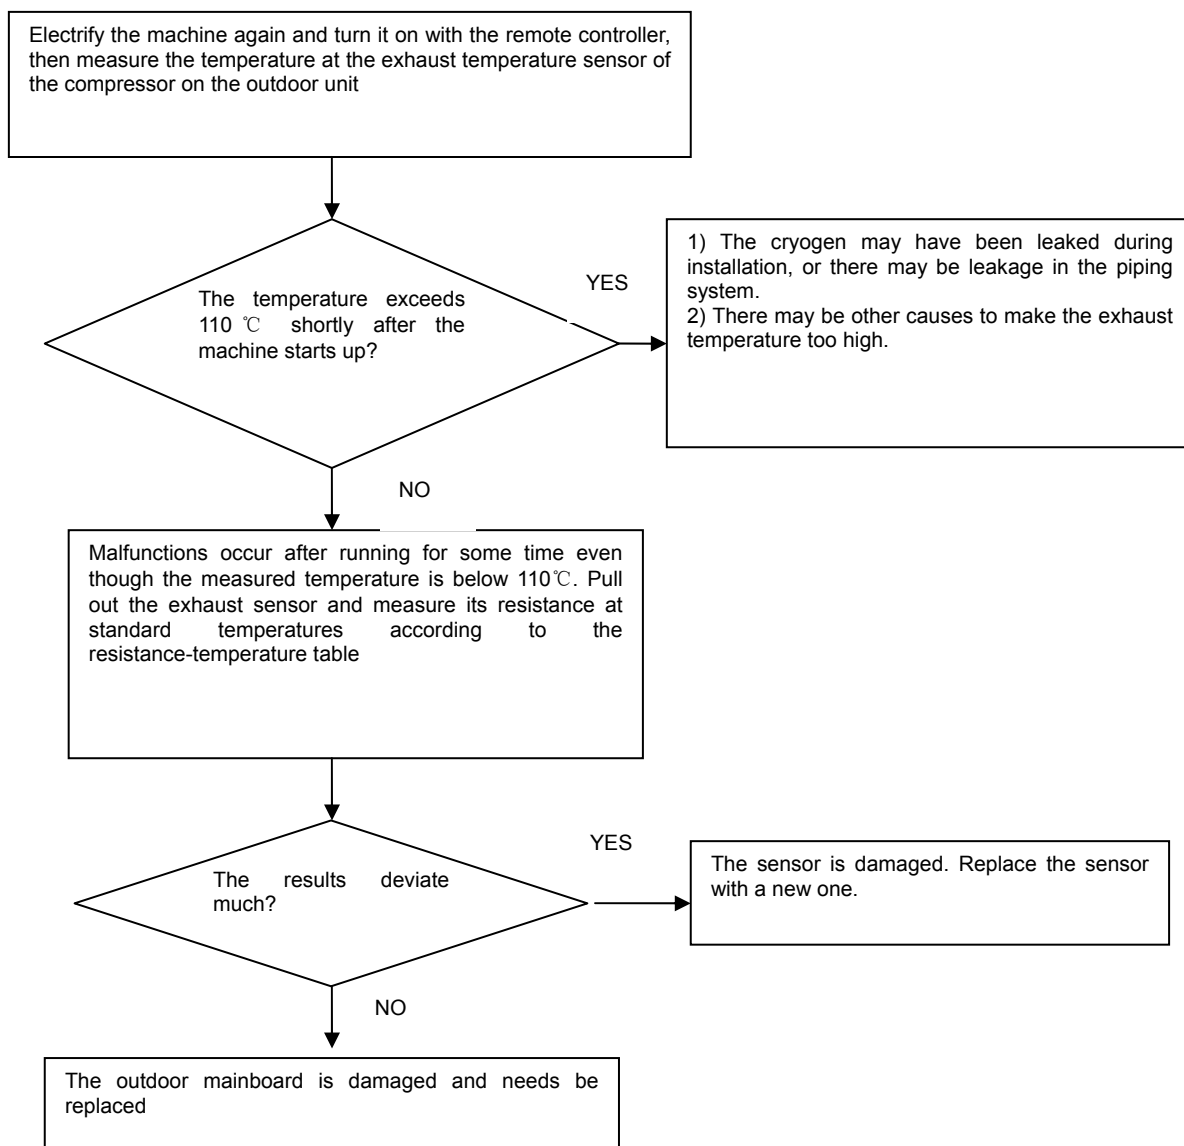 Electrify the machine again and turn it on with the remote controller,
then measure the temperature at the exhaust temperature sensor of
the compressor on the outdoor unit
The temperature exceeds
110 ℃ shortly after the
machine starts up?
YES
1) The cryogen may have been leaked during
installation, or there may be leakage in the piping
system.
2) There may be other causes to make the exhaust
temperature too high.
NO
Malfunctions occur after running for some time even
though the measured temperature is below 110℃. Pull
out the exhaust sensor and measure its resistance at
standard temperatures according to the
resistance-temperature table
The results deviate
much?
YES
The sensor is damaged. Replace the sensor
with a new one.
NO
The outdoor mainboard is damaged and needs be
replaced